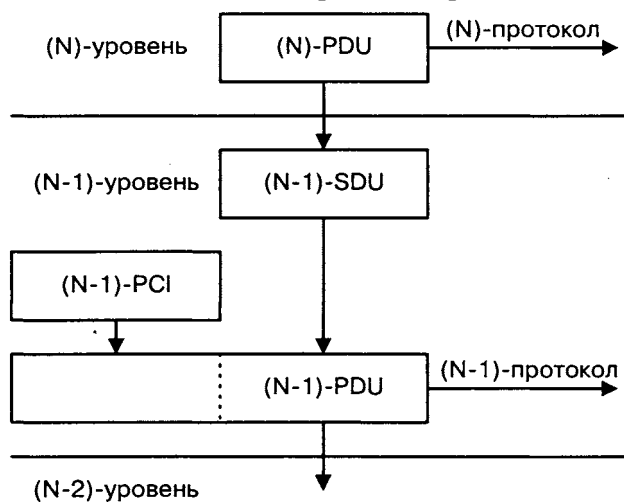 (N)-уровень (N)-PDU (N)-протокол
(N-1)-уровень (N-1)-SDU
(N-1)-PCI
(N-1)-PDU (N-1)-протокол
(N-2)-уровень